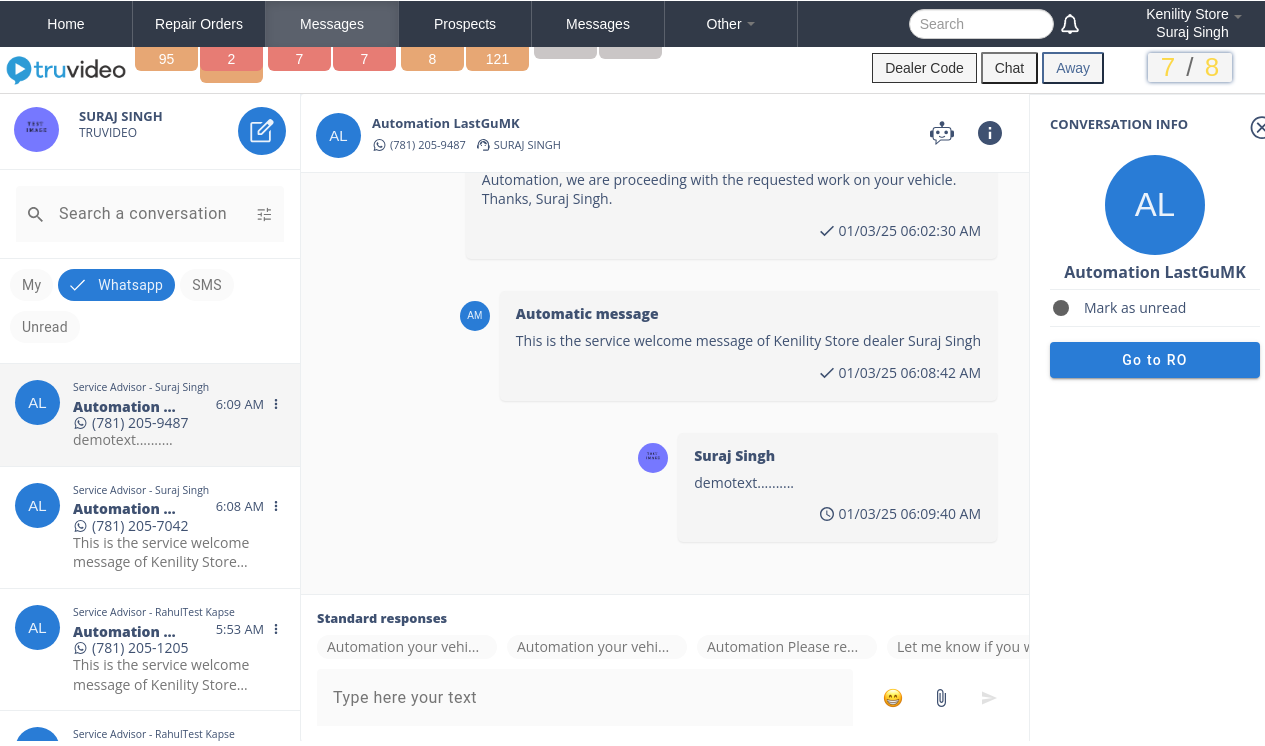 Home
Repair Orders
Messages
Prospects
Messages
Other
Search
Kenility Store
Suraj Singh
95
2
7
7
8
121
truvideo
Dealer Code
Chat
Away
7 / 8
SURAJ SINGH
TRUVIDEO
Search a conversation
My
Whatsapp
SMS
Unread
Service Advisor - Suraj Singh
AL
Automation ...
6:09 AM
(781) 205-9487
demotext..........
Service Advisor - Suraj Singh
AL
Automation ...
6:08 AM
(781) 205-7042
This is the service welcome
message of Kenility Store...
Service Advisor - RahulTest Kapse
AL
Automation ...
5:53 AM
(781) 205-1205
This is the service welcome
message of Kenility Store...
Service Advisor - RahulTest Kapse
AL
Automation LastGuMK
(781) 205-9487
SURAJ SINGH
Automation, we are proceeding with the requested work on your vehicle.
Thanks, Suraj Singh.
01/03/25 06:02:30 AM
AM
Automatic message
This is the service welcome message of Kenility Store dealer Suraj Singh
01/03/25 06:08:42 AM
TEST
IMAGE
Suraj Singh
demotext..........
01/03/25 06:09:40 AM
Standard responses
Automation your vehi...
Automation your vehi...
Automation Please re...
Let me know if you
Type here your text
CONVERSATION INFO
AL
Automation LastGuMK
Mark as unread
Go to RO